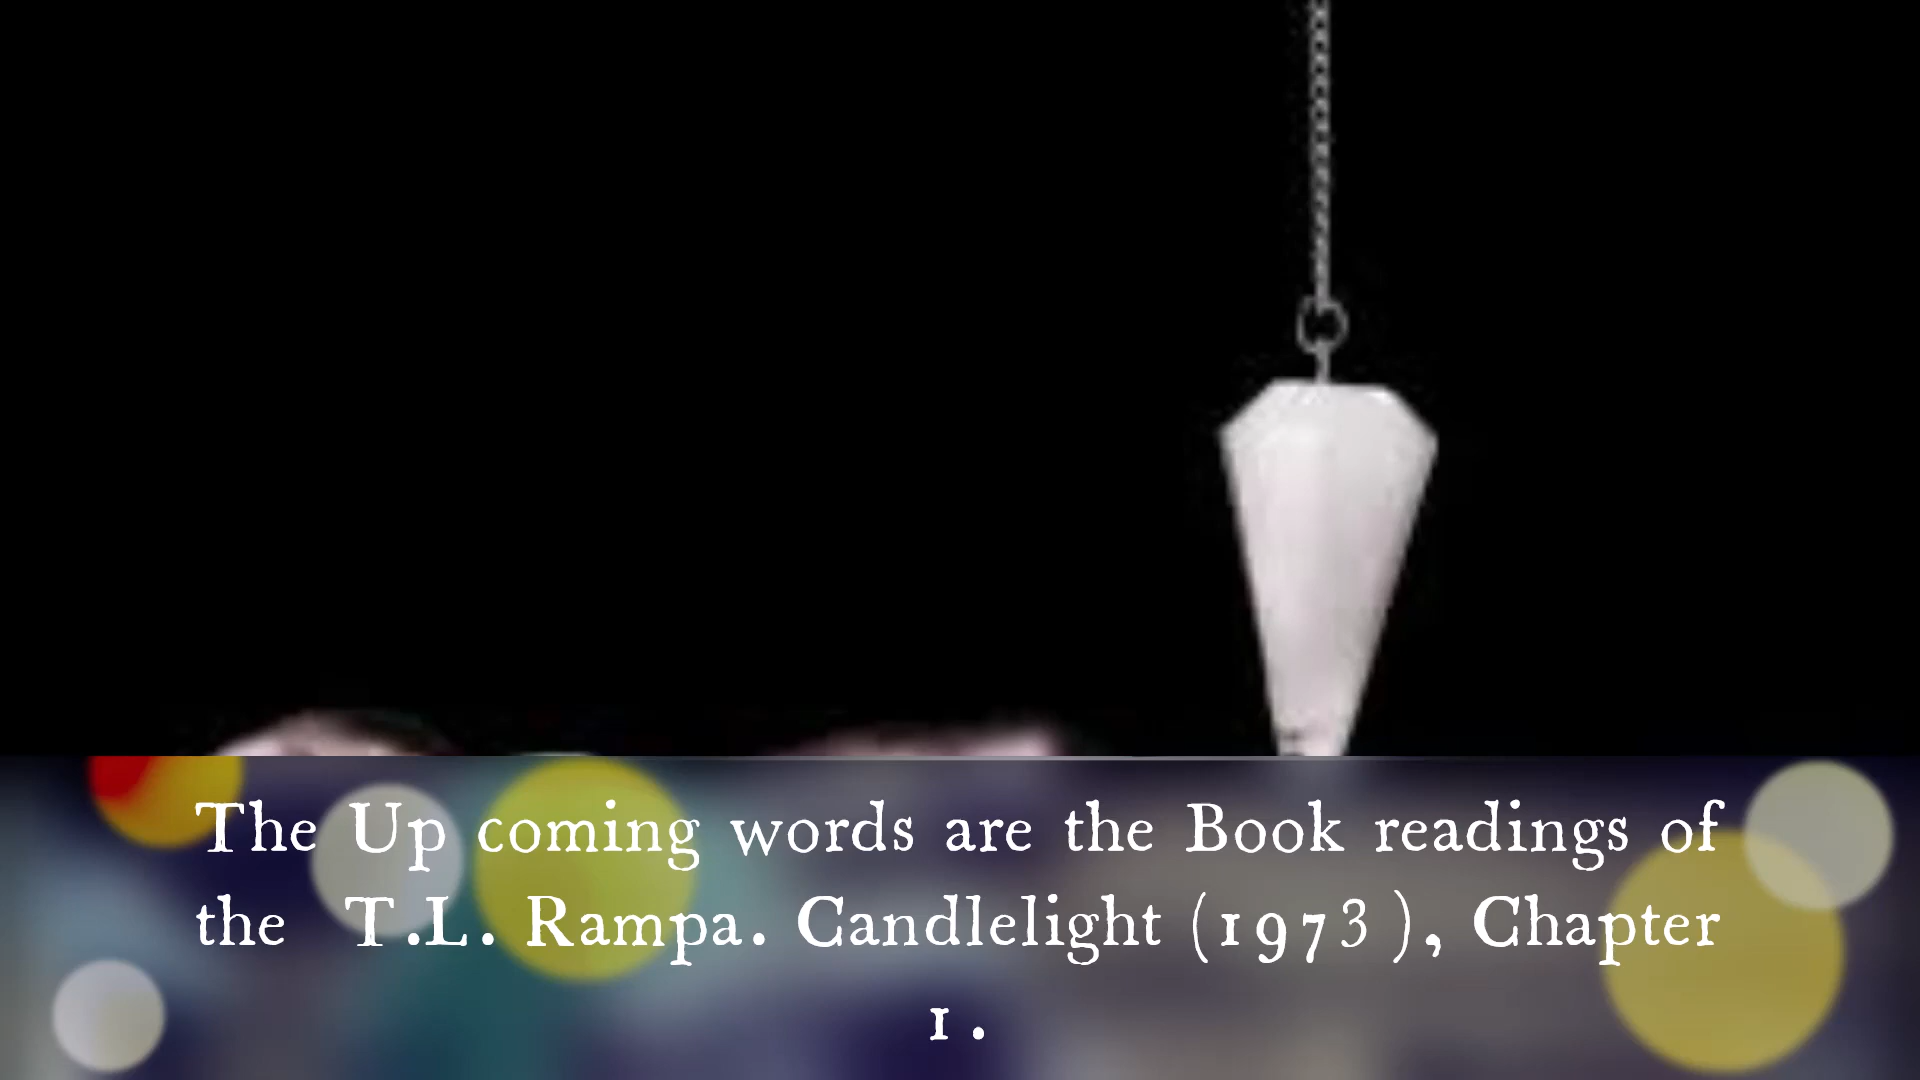 The Up coming words are the Book readings of
the T.L. Rampa. Candlelight (1973), Chapter
1.